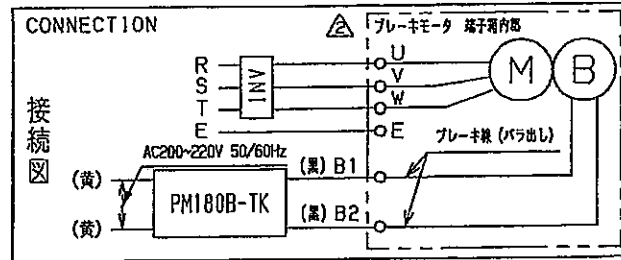 CONNECTION
2
ブレーキモータ 端子箱内部
接続図
R
S
T
E
INV
U
V
W
E
M
B
ブレーキ線 (バラ出し)
AC200~220V 50/60Hz
(黄)
(黄)
PM180B-TK
(黒) B1
(黒) B2